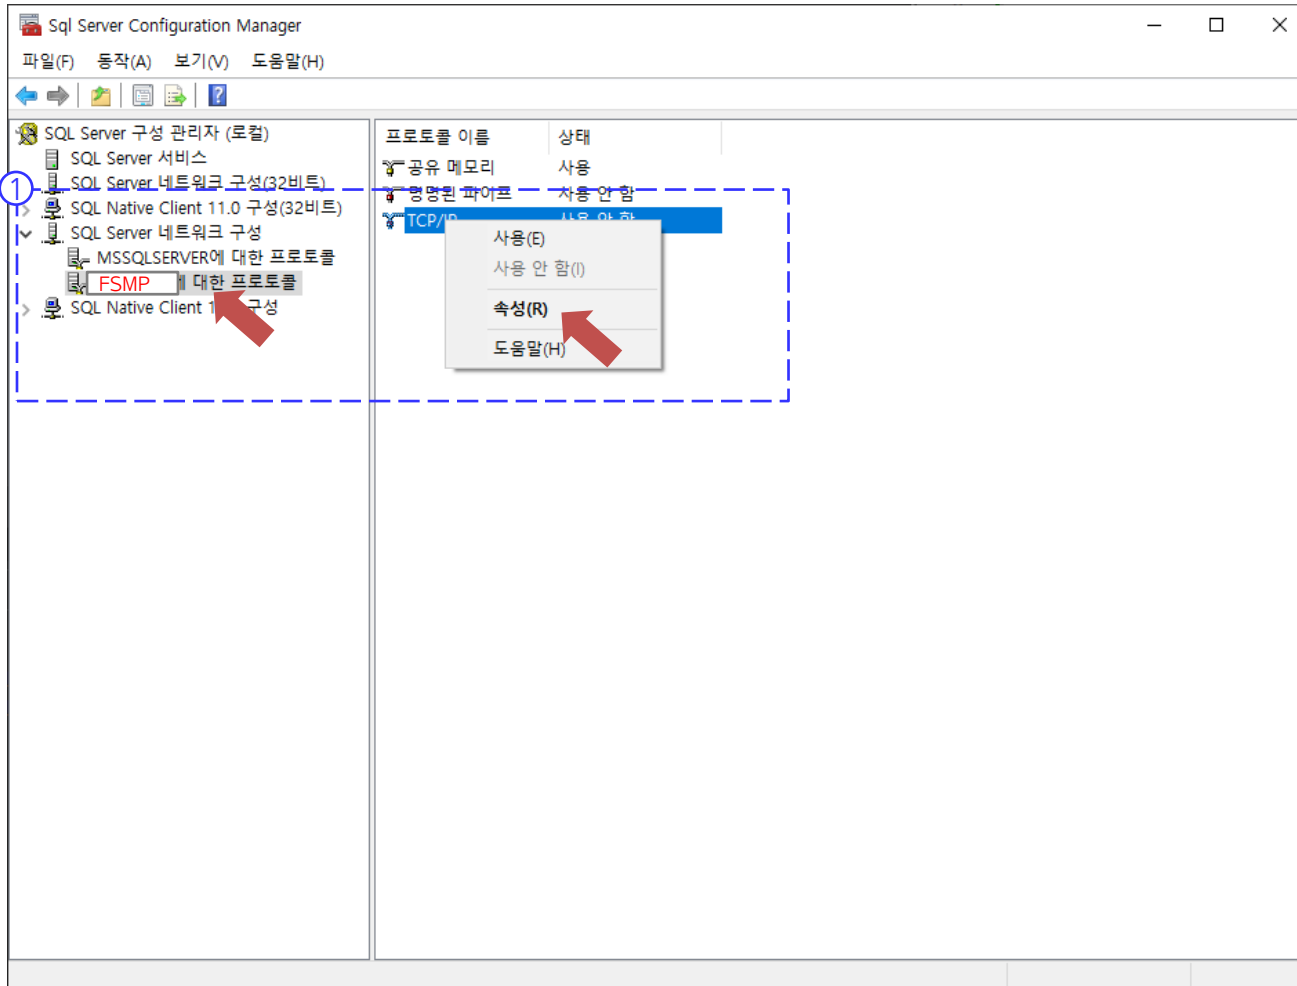 Sql Server Configuration Manager
파일(F) 동작(A) 보기(V) 도움말(H)
SQL Server 구성 관리자 (로컬)
SQL Server 서비스
SQL Server 네트워크 구성(32비트)
SQL Native Client 11.0 구성(32비트)
SQL Server 네트워크 구성
MSSQLSERVER에 대한 프로토콜
FSMP 대한 프로토콜
SQL Native Client 구성
1
프로토콜 이름 상태
공유 메모리 사용
명명된 파이프 사용 안 함
TCP/IP 사용 안 함
사용(E)
사용 안 함(I)
속성(R)
도움말(H)